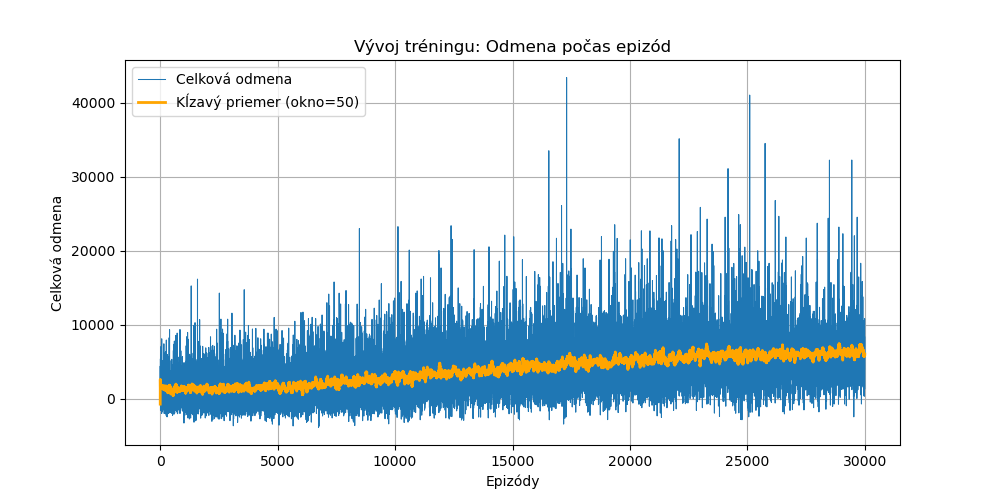 Vývoj tréningu: Odmena počas epizód
Celková odmena
Kĺzavý priemer (okno=50)
40000
30000
20000
10000
0
Celková odmena
0
5000
10000
15000
20000
25000
30000
Epizódy